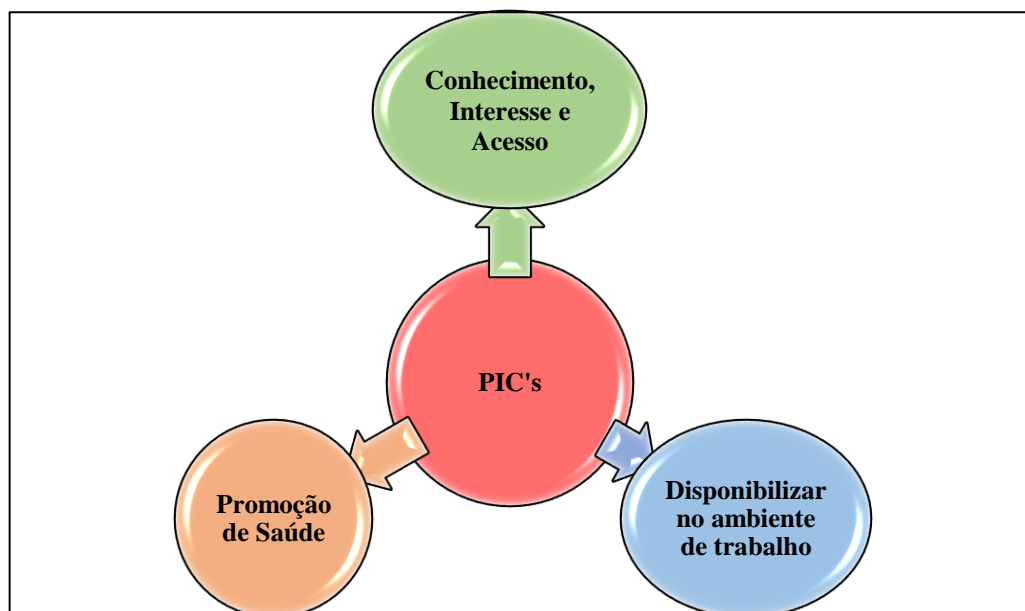 Conhecimento,
Interesse e
Acesso
PIC's
Promoção
de Saúde
Disponibilizar
no ambiente
de trabalho